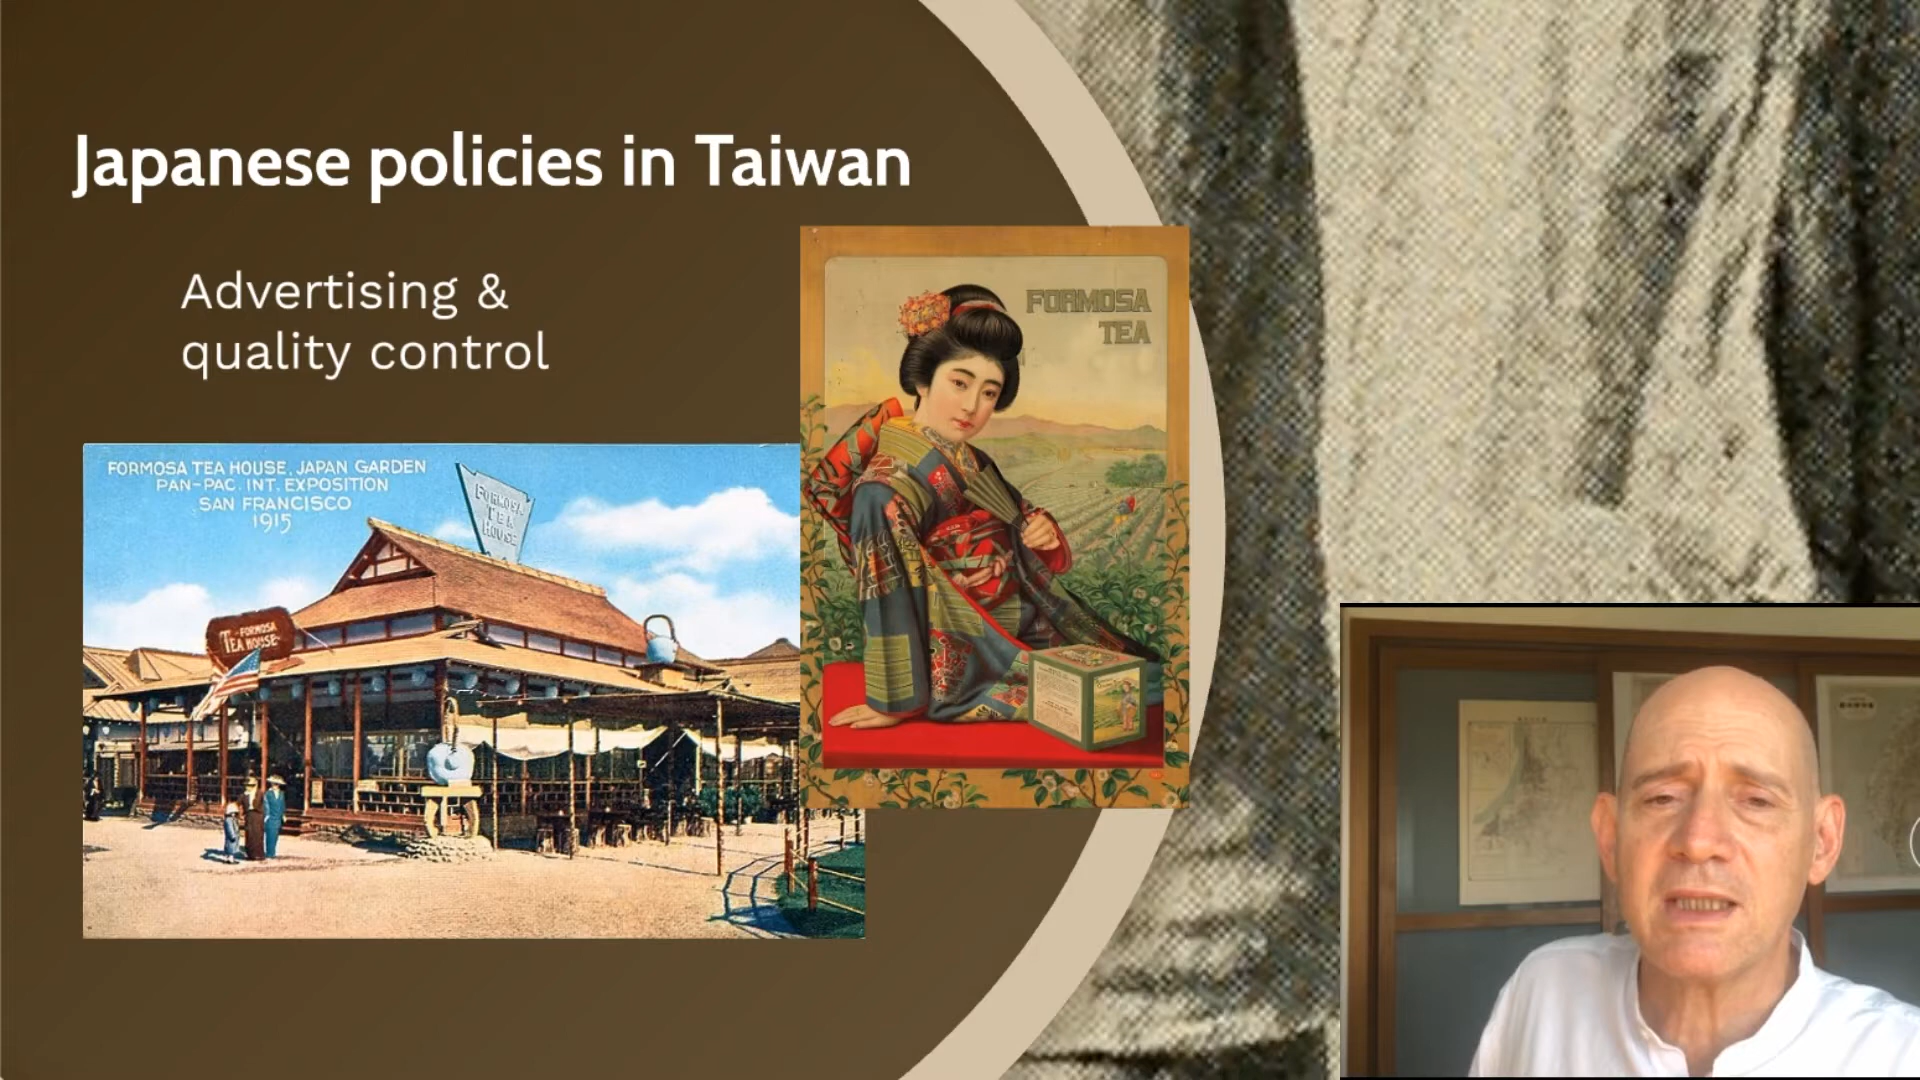 Japanese policies in Taiwan
Advertising &
quality control
FORMOSA TEA HOUSE, JAPAN GARDEN
PAN-PAC. INT. EXPOSITION
SAN FRANCISCO
1915
FORMOSA
TEA
HOUSE
FORMOSA
TEA HOUSE
FORMOSA
TEA